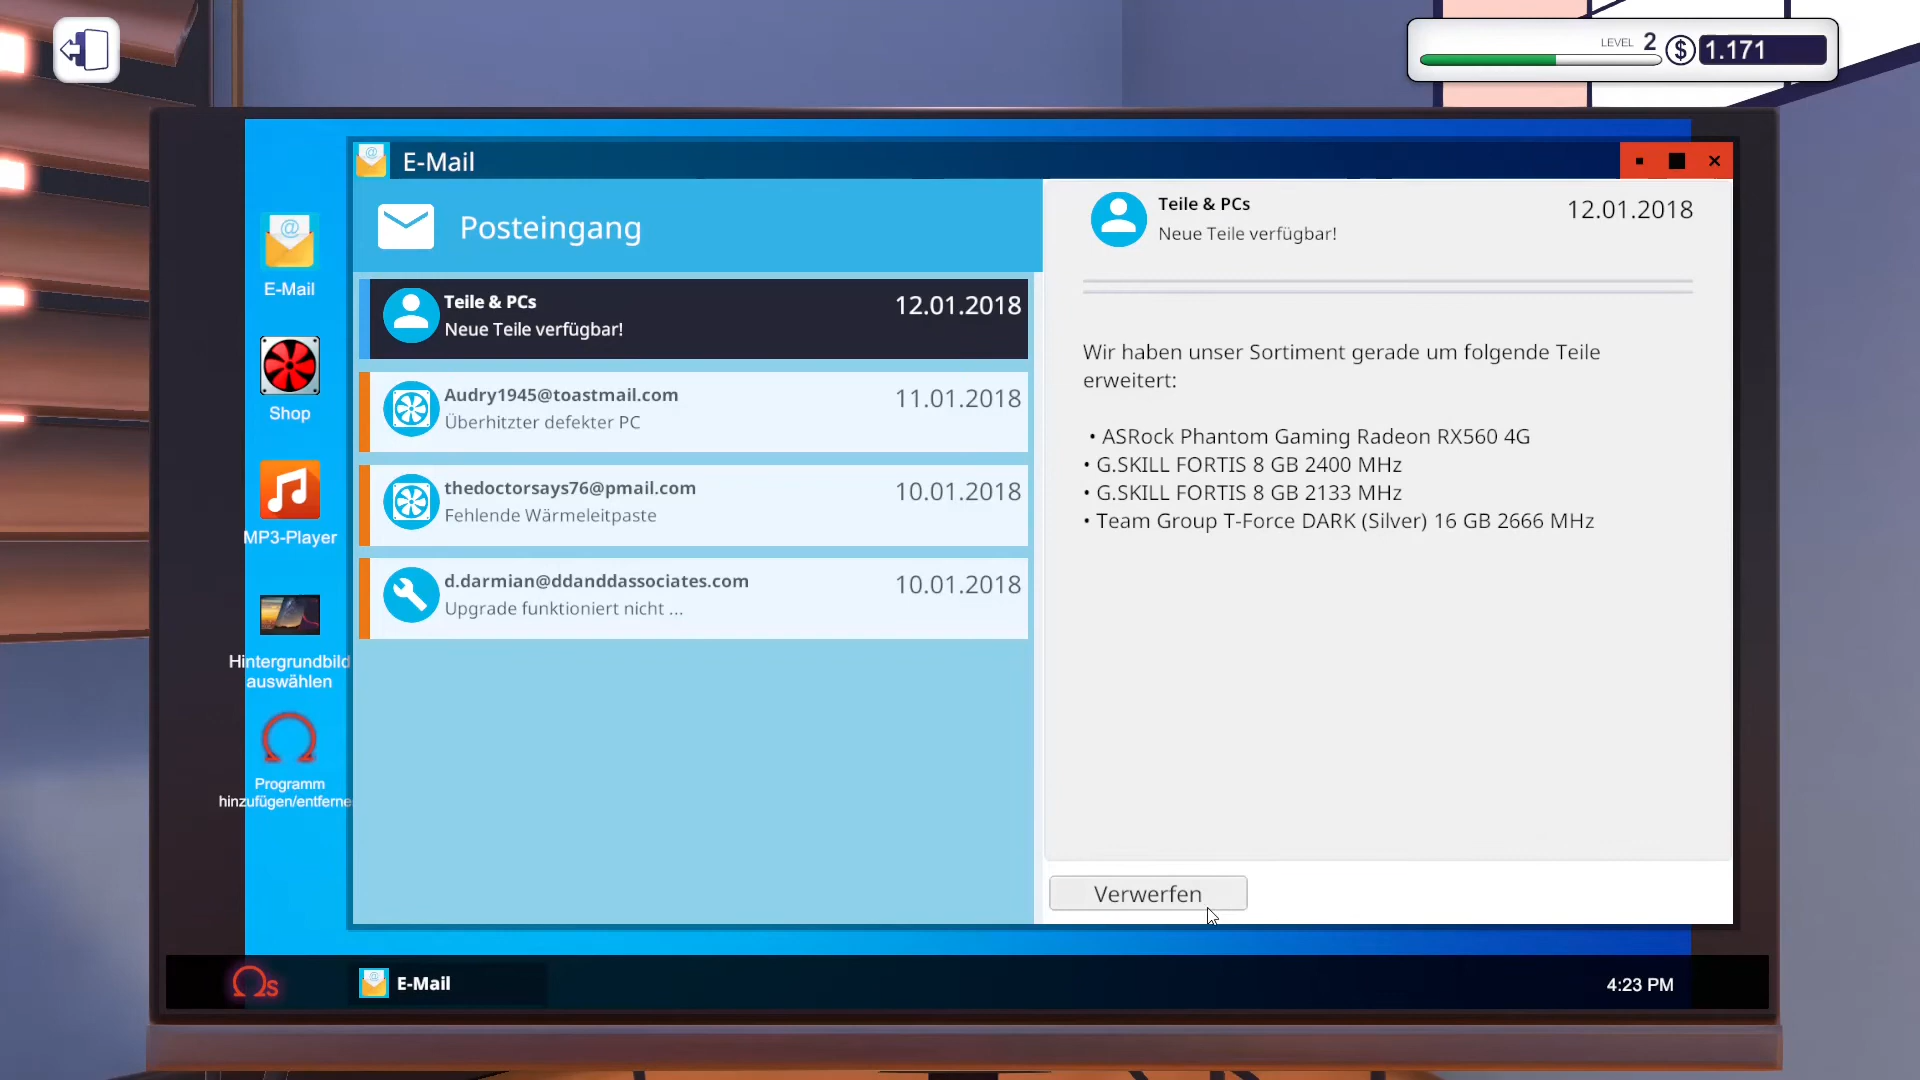 LEVEL 2
$ 1.171
E-Mail
Posteingang
Teile & PCs
12.01.2018
Neue Teile verfügbar!
Audry1945@toastmail.com
11.01.2018
Überhitzter defekter PC
thedoctorsays76@pmail.com
10.01.2018
Fehlende Wärmeleitpaste
d.darmian@ddanddassociates.com
10.01.2018
Upgrade funktioniert nicht ...
Teile & PCs
12.01.2018
Neue Teile verfügbar!
Wir haben unser Sortiment gerade um folgende Teile
erweitert:
• ASRock Phantom Gaming Radeon RX560 4G
• G.SKILL FORTIS 8 GB 2400 MHz
• G.SKILL FORTIS 8 GB 2133 MHz
• Team Group T-Force DARK (Silver) 16 GB 2666 MHz
Verwerfen
E-Mail
Shop
MP3-Player
Hintergrundbild
auswählen
Programm
hinzufügen/entferne
Ωs
E-Mail
4:23 PM